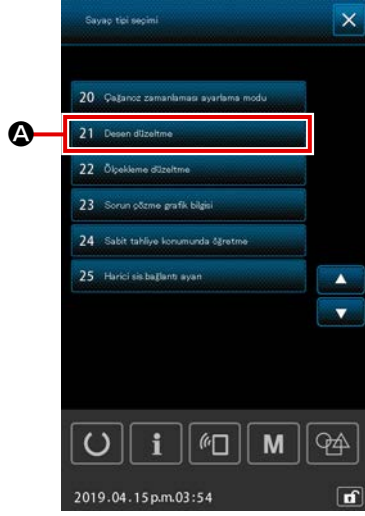 Sayaç tipi seçimi
20 Çağanoz zamanlaması ayarlama modu
A
21 Desen düzeltme
22 Ölçekleme düzeltme
23 Sorun çözme grafik bilgisi
24 Sabit tahliye konumunda öğretme
25 Harici sis.bağlantı ayarı
i
M
2019.04.15p.m.03:54